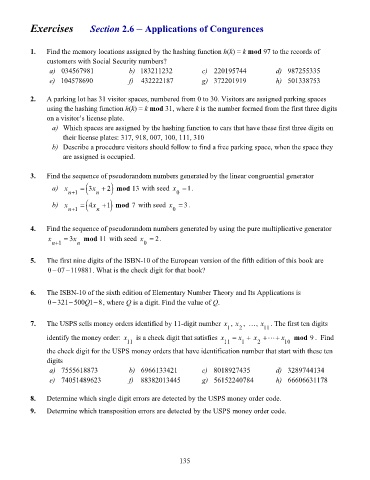 Exercises Section 2.6 – Applications of Congurences
1. Find the memory locations assigned by the hashing function h(k) = k mod 97 to the records of
customers with Social Security numbers?
a) 034567981 b) 183211232 c) 220195744 d) 987255335
e) 104578690 f) 432222187 g) 372201919 h) 501338753
2. A parking lot has 31 visitor spaces, numbered from 0 to 30. Visitors are assigned parking spaces
using the hashing function h(k) = k mod 31, where k is the number formed from the first three digits
on a visitor's license plate.
a) Which spaces are assigned by the hashing function to cars that have these first three digits on
their license plates: 317, 918, 007, 100, 111, 310
b) Describe a procedure visitors should follow to find a free parking space, when the space they
are assigned is occupied.
3. Find the sequence of pseudorandom numbers generated by the linear congruential generator
a) x_{n+1} = (3x_n + 2) mod 13 with seed x_0 = 1.
b) x_{n+1} = (4x_n + 1) mod 7 with seed x_0 = 3.
4. Find the sequence of pseudorandom numbers generated by using the pure multiplicative generator
x_{n+1} = 3x_n mod 11 with seed x_0 = 2.
5. The first nine digits of the ISBN-10 of the European version of the fifth edition of this book are
0-07-119881. What is the check digit for that book?
6. The ISBN-10 of the sixth edition of Elementary Number Theory and Its Applications is
0-321-500Q1-8, where Q is a digit. Find the value of Q.
7. The USPS sells money orders identified by 11-digit number x_1, x_2, …, x_11. The first ten digits
identify the money order: x_11 is a check digit that satisfies x_11 = x_1 + x_2 + ⋯ + x_10 mod 9. Find
the check digit for the USPS money orders that have identification number that start with these ten
digits
a) 7555618873 b) 6966133421 c) 8018927435 d) 3289744134
e) 74051489623 f) 88382013445 g) 56152240784 h) 66606631178
8. Determine which single digit errors are detected by the USPS money order code.
9. Determine which transposition errors are detected by the USPS money order code.
135